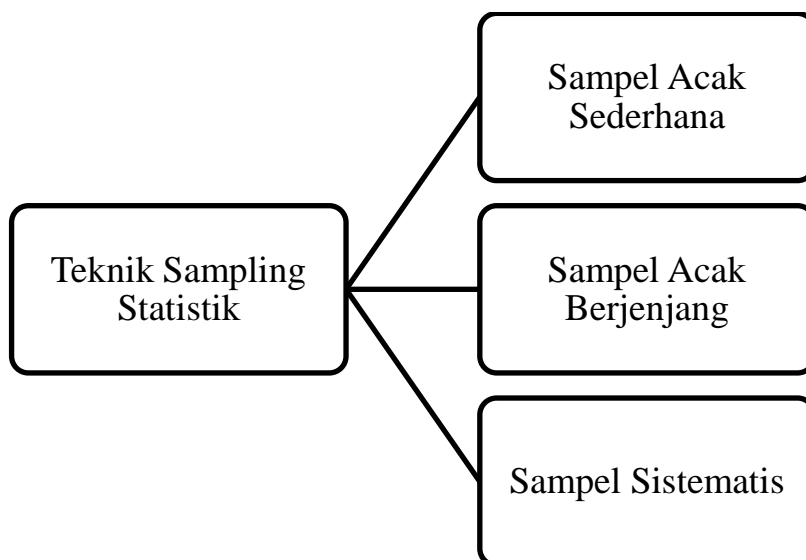 Teknik Sampling
Statistik
Sampel Acak
Sederhana
Sampel Acak
Berjenjang
Sampel Sistematis